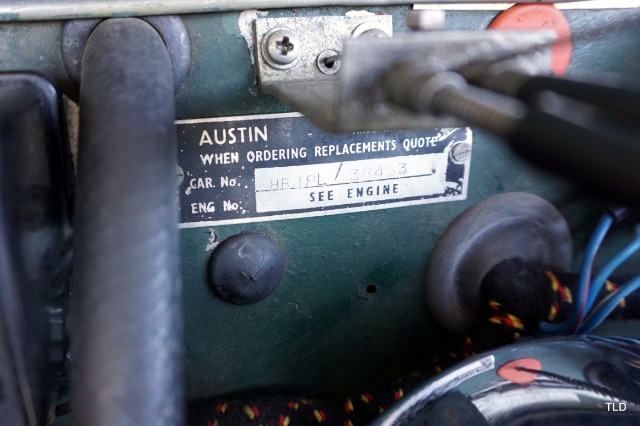 AUSTIN
WHEN ORDERING REPLACEMENTS QUOTE
CAR. No.
ENG No.
SEE ENGINE
TLD